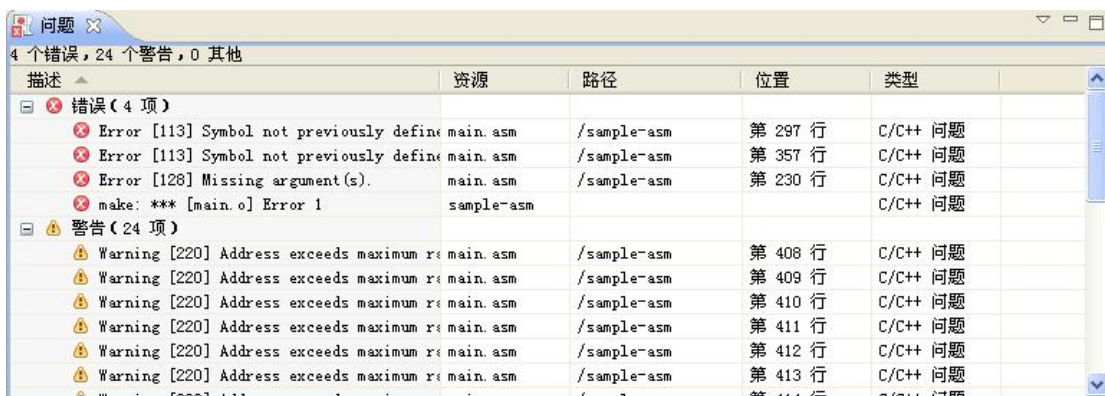 问题
4 个错误，24 个警告，0 其他
描述 资源 路径 位置 类型
错误(4 项)
Error [113] Symbol not previously define main.asm /sample-asm 第 297 行 C/C++ 问题
Error [113] Symbol not previously define main.asm /sample-asm 第 357 行 C/C++ 问题
Error [128] Missing argument(s). main.asm /sample-asm 第 230 行 C/C++ 问题
make: *** [main.o] Error 1 sample-asm C/C++ 问题
警告(24 项)
Warning [220] Address exceeds maximum ra main.asm /sample-asm 第 408 行 C/C++ 问题
Warning [220] Address exceeds maximum ra main.asm /sample-asm 第 409 行 C/C++ 问题
Warning [220] Address exceeds maximum ra main.asm /sample-asm 第 410 行 C/C++ 问题
Warning [220] Address exceeds maximum ra main.asm /sample-asm 第 411 行 C/C++ 问题
Warning [220] Address exceeds maximum ra main.asm /sample-asm 第 412 行 C/C++ 问题
Warning [220] Address exceeds maximum ra main.asm /sample-asm 第 413 行 C/C++ 问题